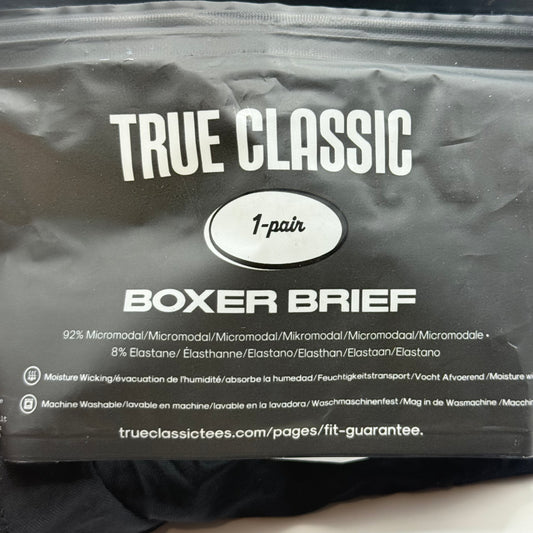 TRUE CLASSIC
1-pair
BOXER BRIEF
92% Micromodal/Micromodal/Micromodal/Mikromodal/Micromodaal/Micromodale •
8% Elastane/ Élasthanne/Elastano/Elasthan/Elastaan/Elastano
Moisture Wicking/évacuation de l'humidité/absorbe la humedad/Feuchtigkeitstransport/Vocht Afvoerend /Moisture wi
Machine Washable/lavable en machine/lavable en la lavadora/Waschmaschinenfest/Mag in de Wasmachine /Macchin
trueclassictees.com/pages/fit-guarantee.